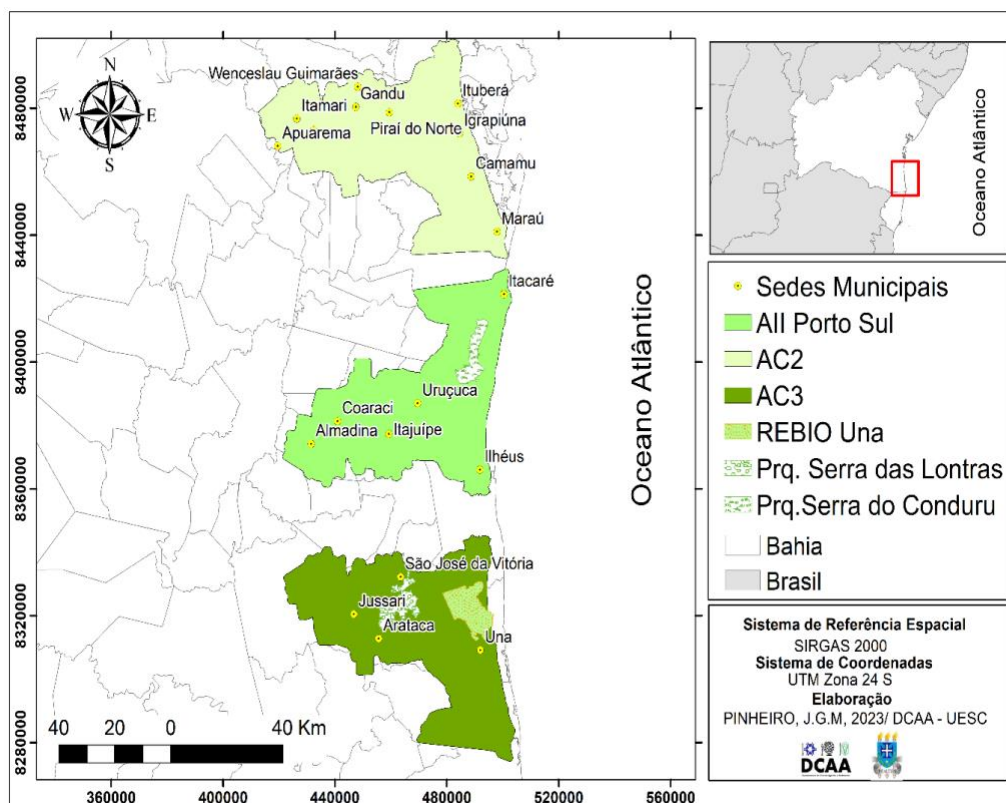 N
W E
S
Wenceslau Guimarães
Gandu
Itamari
Ituberá
Apuarema
Piraí do Norte
Igrapiúna
Camamu
Maraú
Itacaré
Uruçuca
Coaraci
Almadina
Itajuípe
Ilhéus
São José da Vitória
Jussari
Arataca
Una
Oceano Atlântico
8480000
8440000
8400000
8360000
8320000
8280000
40 20 0 40 Km
360000 400000 440000 480000 520000 560000
Oceano Atlântico
Sedes Municipais
AII Porto Sul
AC2
AC3
REBIO Una
Prq. Serra das Lontras
Prq.Serra do Conduru
Bahia
Brasil
Sistema de Referência Espacial
SIRGAS 2000
Sistema de Coordenadas
UTM Zona 24 S
Elaboração
PINHEIRO, J.G.M, 2023/ DCAA - UESC
DCAA